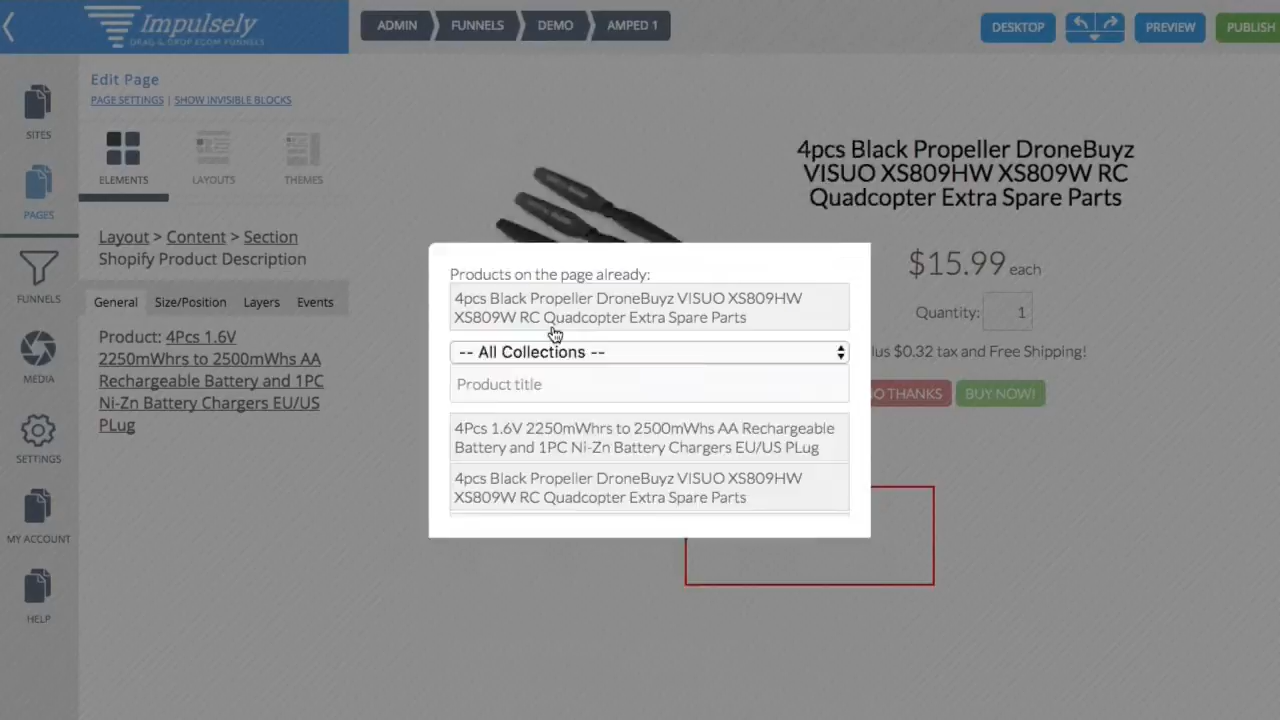 Impulsely
DRAG & DROP ECOM FUNNELS
ADMIN
FUNNELS
DEMO
AMPED 1
DESKTOP
PREVIEW
PUBLISH
SITES
PAGES
FUNNELS
MEDIA
SETTINGS
MY ACCOUNT
HELP
Edit Page
PAGE SETTINGS | SHOW INVISIBLE BLOCKS
ELEMENTS
LAYOUTS
THEMES
Layout > Content > Section
Shopify Product Description
General
Size/Position
Layers
Events
Product: 4Pcs 1.6V
2250mWhrs to 2500mWhs AA
Rechargeable Battery and 1PC
Ni-Zn Battery Chargers EU/US
PLug
Products on the page already:
4pcs Black Propeller DroneBuyz VISUO XS809HW
XS809W RC Quadcopter Extra Spare Parts
-- All Collections --
Product title
4Pcs 1.6V 2250mWhrs to 2500mWhs AA Rechargeable
Battery and 1PC Ni-Zn Battery Chargers EU/US PLug
4pcs Black Propeller DroneBuyz VISUO XS809HW
XS809W RC Quadcopter Extra Spare Parts
4pcs Black Propeller DroneBuyz
VISUO XS809HW XS809W RC
Quadcopter Extra Spare Parts
$15.99 each
Quantity: 1
lus $0.32 tax and Free Shipping!
O THANKS
BUY NOW!